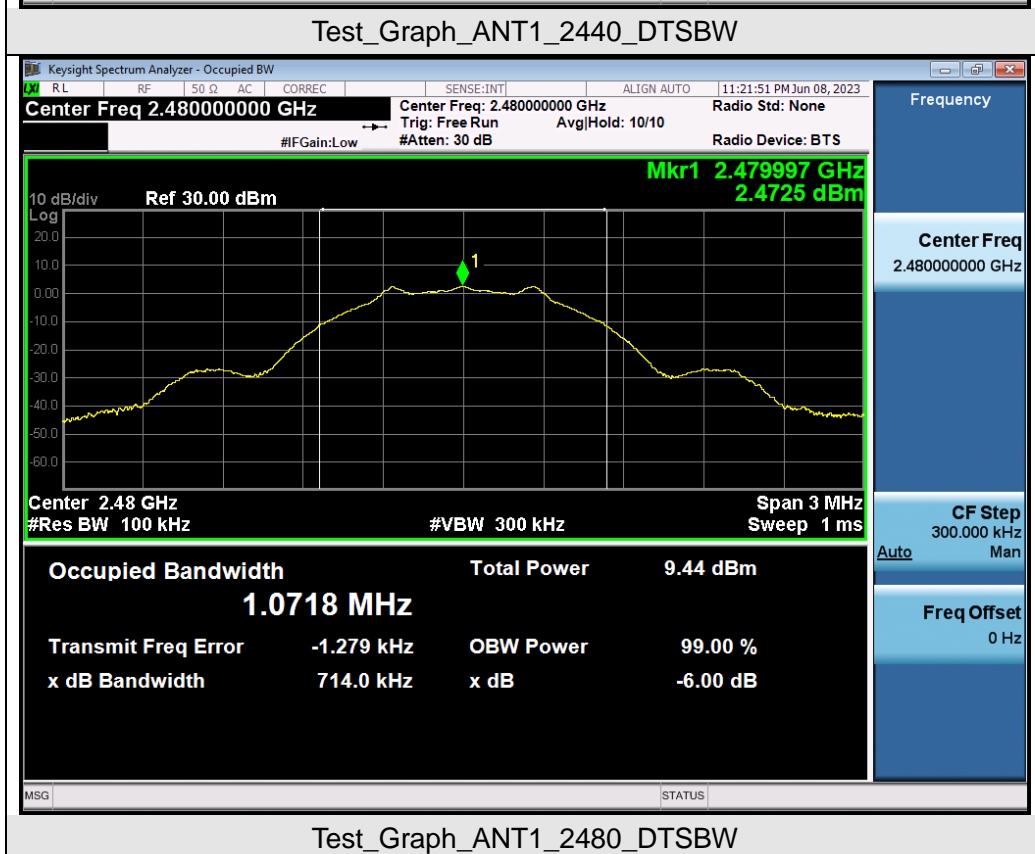 Test_Graph_ANT1_2440_DTSBW
Keysight Spectrum Analyzer - Occupied BW
LXI RL RF 50 Ω AC CORREC SENSE:INT ALIGN AUTO 11:21:51 PM Jun 08, 2023
Center Freq 2.480000000 GHz
Center Freq: 2.480000000 GHz Radio Std: None
Trig: Free Run Avg|Hold: 10/10
#IFGain:Low #Atten: 30 dB Radio Device: BTS
Frequency
Mkr1 2.479997 GHz
2.4725 dBm
10 dB/div Ref 30.00 dBm
Log
20.0
10.0
0.00
-10.0
-20.0
-30.0
-40.0
-50.0
-60.0
1
Center Freq
2.480000000 GHz
Center 2.48 GHz Span 3 MHz
#Res BW 100 kHz #VBW 300 kHz Sweep 1 ms
CF Step
300.000 kHz
Auto Man
Occupied Bandwidth Total Power 9.44 dBm
1.0718 MHz
Transmit Freq Error -1.279 kHz OBW Power 99.00 %
x dB Bandwidth 714.0 kHz x dB -6.00 dB
Freq Offset
0 Hz
MSG STATUS
Test_Graph_ANT1_2480_DTSBW